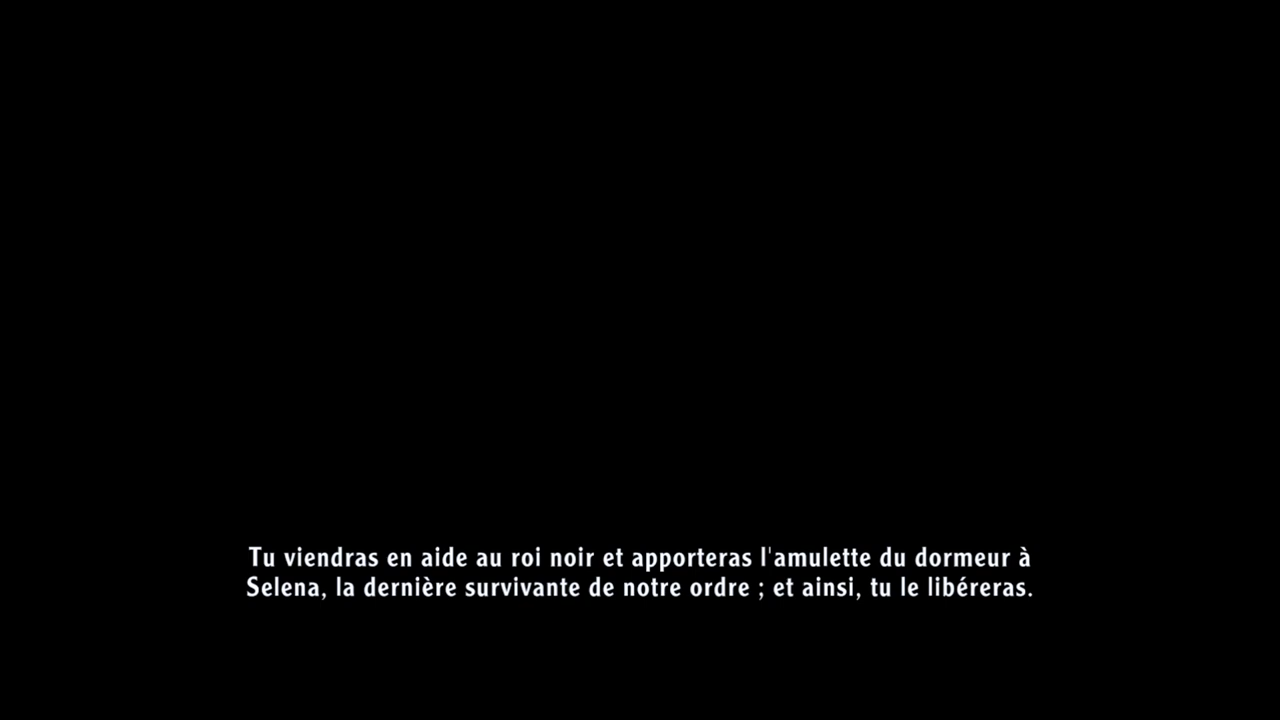 Tu viendras en aide au roi noir et apporteras l'amulette du dormeur à
Selena, la dernière survivante de notre ordre ; et ainsi, tu le libéreras.